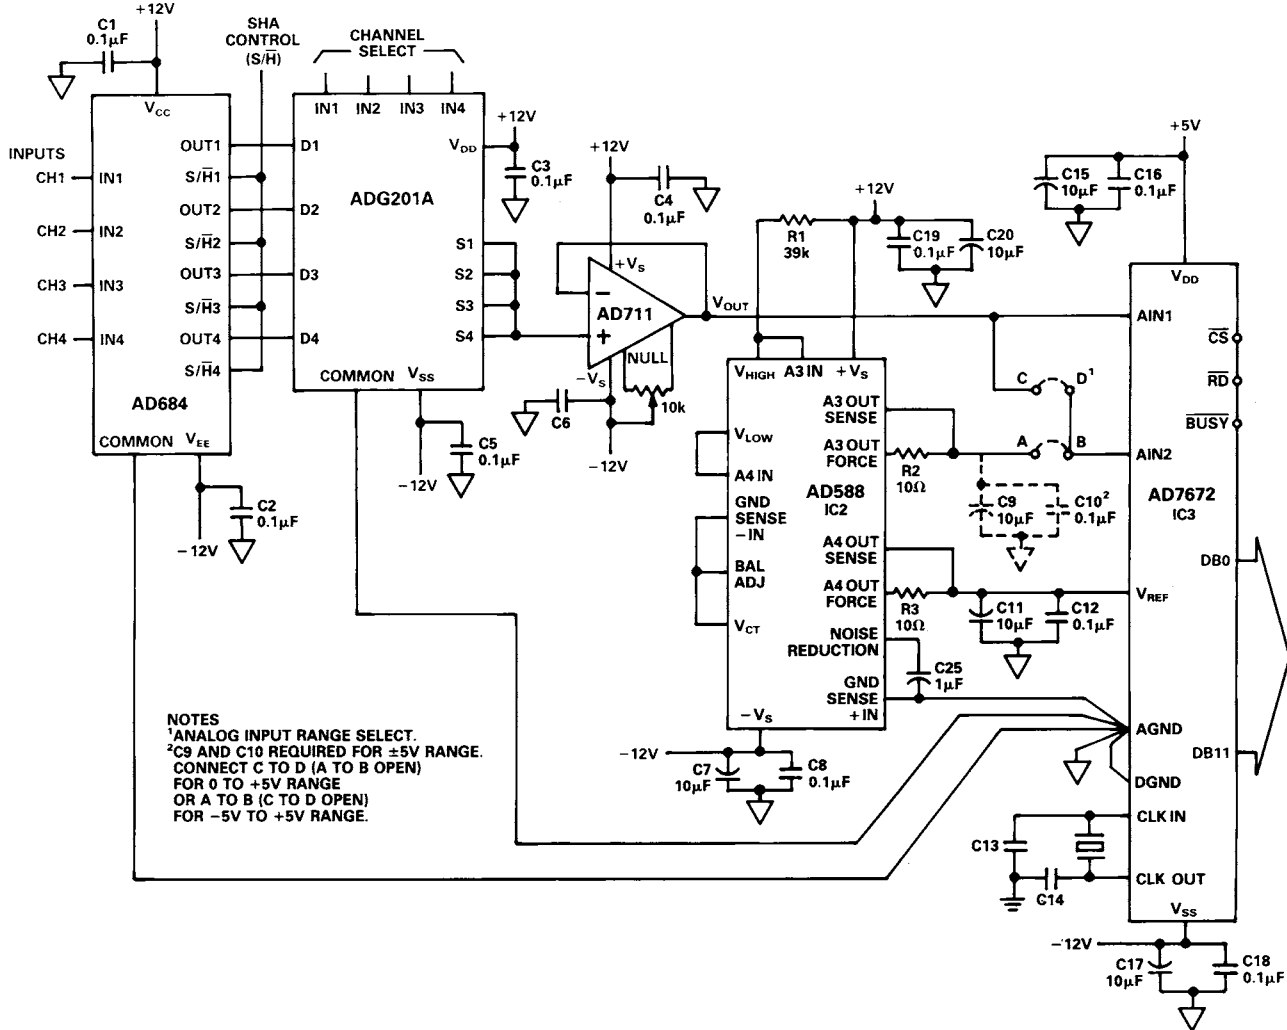 +12V
C1
0.1µF
VCC
SHA
CONTROL
(S/H̅)
CHANNEL
SELECT
IN1 IN2 IN3 IN4
INPUTS
CH1
CH2
CH3
CH4
IN1
IN2
IN3
IN4
OUT1
S/H̅1
OUT2
S/H̅2
OUT3
S/H̅3
OUT4
S/H̅4
AD684
COMMON VEE
C2
0.1µF
−12V
D1
D2
D3
D4
ADG201A
VDD
+12V
C3
0.1µF
S1
S2
S3
S4
COMMON VSS
C5
0.1µF
−12V
+12V
C4
0.1µF
+VS
−
AD711
+
NULL
−VS
10k
C6
−12V
VOUT
R1
39k
+12V
C19
0.1µF
C20
10µF
VHIGH A3 IN +VS
VLOW
A4 IN
GND
SENSE
−IN
BAL
ADJ
VCT
A3 OUT
SENSE
A3 OUT
FORCE
AD588
IC2
A4 OUT
SENSE
A4 OUT
FORCE
NOISE
REDUCTION
GND
SENSE
+IN
−VS
−12V
C7
10µF
C8
0.1µF
R2
10Ω
R3
10Ω
C25
1µF
C D¹
A B
C9
10µF
C10²
0.1µF
C11
10µF
C12
0.1µF
+5V
C15
10µF
C16
0.1µF
VDD
AIN1
AIN2
C̅S̅
R̅D̅
B̅U̅S̅Y̅
AD7672
IC3
VREF
AGND
DGND
CLK IN
CLK OUT
DB0
DB11
VSS
C13
C14
−12V
C17
10µF
C18
0.1µF
NOTES
¹ANALOG INPUT RANGE SELECT.
²C9 AND C10 REQUIRED FOR ±5V RANGE.
CONNECT C TO D (A TO B OPEN)
FOR 0 TO +5V RANGE
OR A TO B (C TO D OPEN)
FOR −5V TO +5V RANGE.